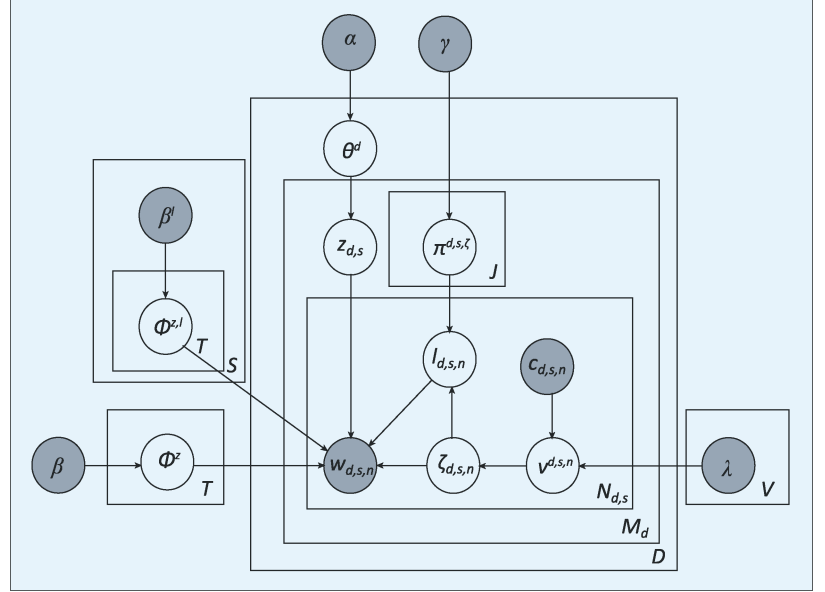 α γ
θ^d
β^l
z_{d,s} π^{d,s,ζ}
J
Φ^{z,l} T
S
l_{d,s,n} c_{d,s,n}
β Φ^z w_{d,s,n} ζ_{d,s,n} v^{d,s,n} λ
T N_{d,s} V
M_d
D